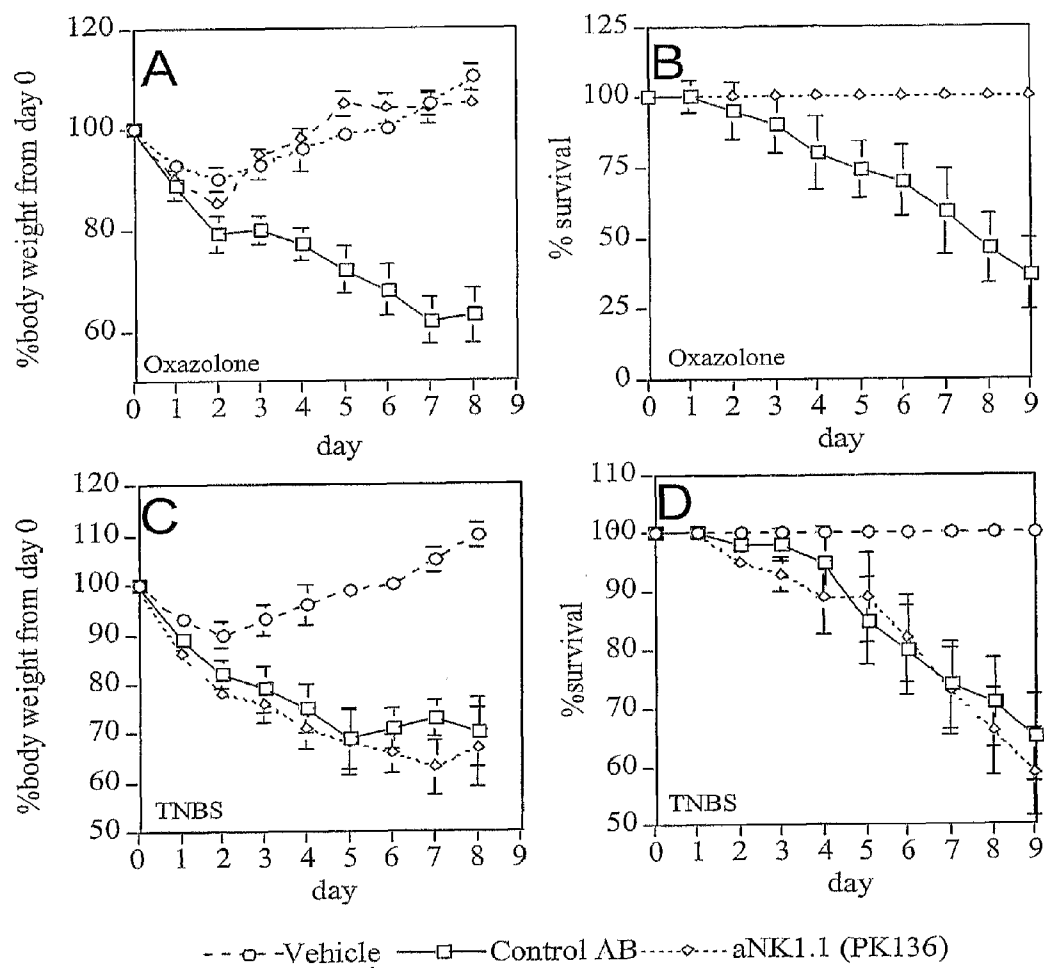 A
%body weight from day 0
120
100
80
60
Oxazolone
0 1 2 3 4 5 6 7 8 9
day
B
% survival
125
100
75
50
25
0
Oxazolone
0 1 2 3 4 5 6 7 8 9
day
C
%body weight from day 0
120
110
100
90
80
70
60
50
TNBS
0 1 2 3 4 5 6 7 8 9
day
D
%survival
110
100
90
80
70
60
50
TNBS
0 1 2 3 4 5 6 7 8 9
day
Vehicle Control AB aNK1.1 (PK136)